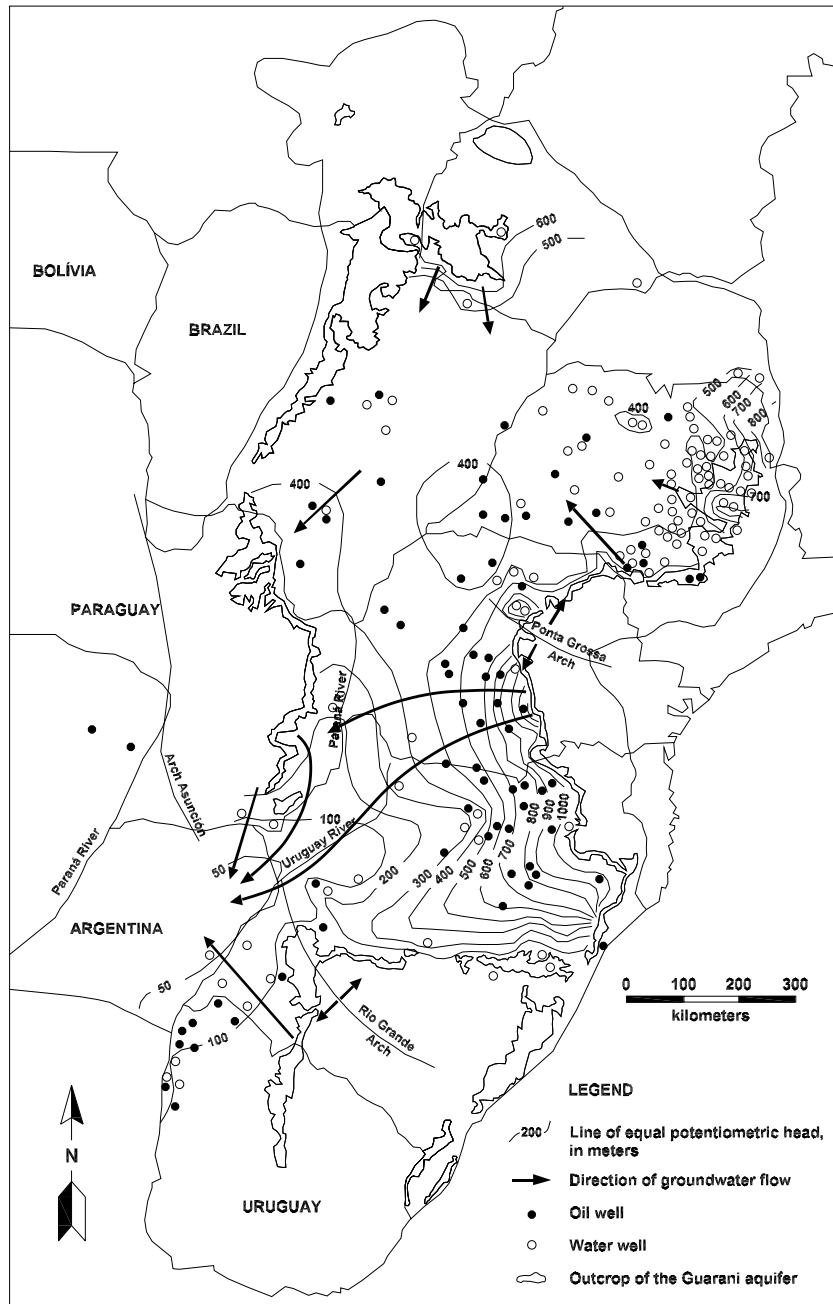 600
500
BOLÍVIA
BRAZIL
500
600
700
800
400
400
400
700
PARAGUAY
Ponta Grossa
Arch
Paraná River
Arch Asunción
100
800
900
1000
Uruguay River
50
Paraná River
200
300
400
500
600
700
ARGENTINA
50
0 100 200 300
kilometers
Rio Grande
Arch
100
LEGEND
200 Line of equal potentiometric head,
in meters
N
Direction of groundwater flow
URUGUAY
Oil well
Water well
Outcrop of the Guarani aquifer